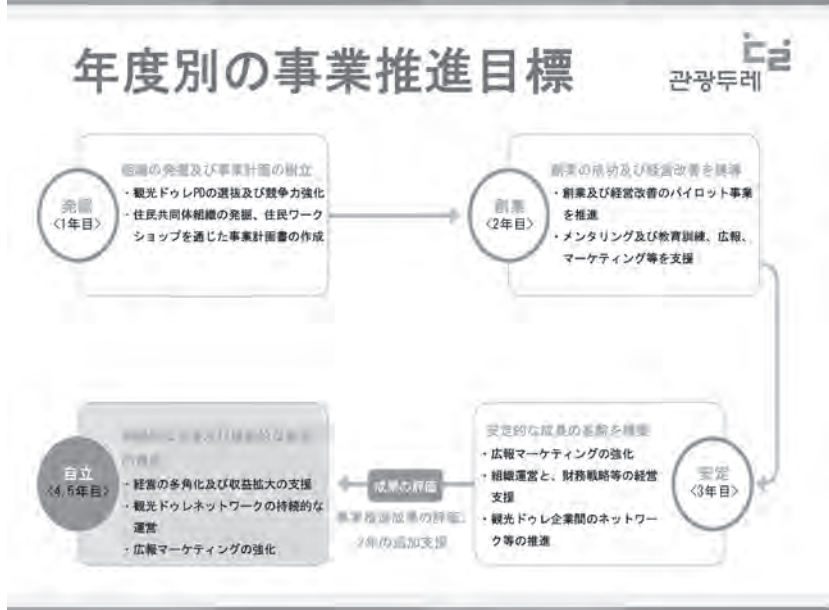 年度別の事業推進目標
관광두레
発掘
<1年目>
組織の発掘及び事業計画の樹立
・観光ドゥレPDの選抜及び競争力強化
・住民共同体組織の発掘、住民ワーク
ショップを通じた事業計画書の作成
創業
<2年目>
創業の成功及び経営改善を誘導
・創業及び経営改善のパイロット事業
を推進
・メンタリング及び教育訓練、広報、
マーケティング等を支援
安定的な成長の基盤を構築
・広報マーケティングの強化
・組織運営と、財務戦略等の経営
支援
・観光ドゥレ企業間のネットワー
ク等の推進
安定
<3年目>
成果の評価
事業推進成果の評価、
2年の追加支援
自立
<4,5年目>
・経営の多角化及び収益拡大の支援
・観光ドゥレネットワークの持続的な
運営
・広報マーケティングの強化